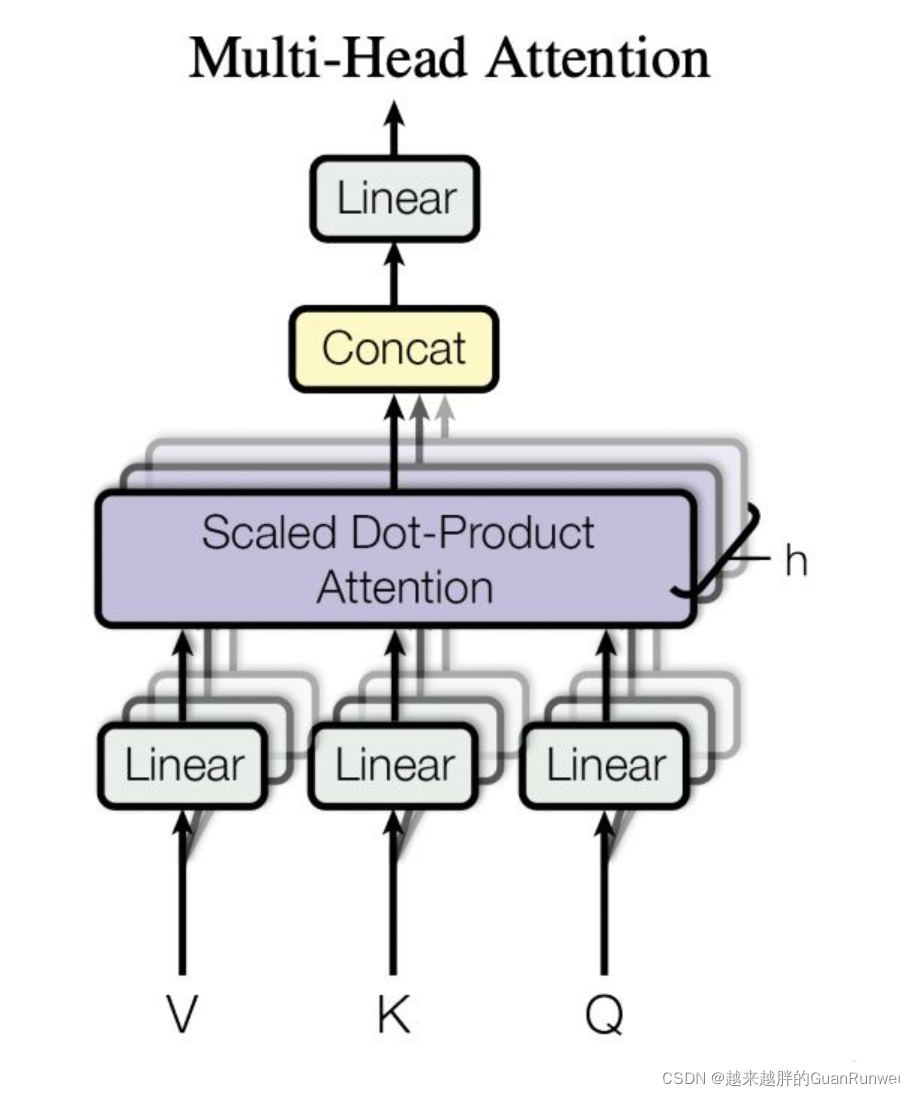 Multi-Head Attention
Linear
Concat
Scaled Dot-Product
Attention
h
Linear
Linear
Linear
V
K
Q
CSDN @越来越胖的GuanRunwei